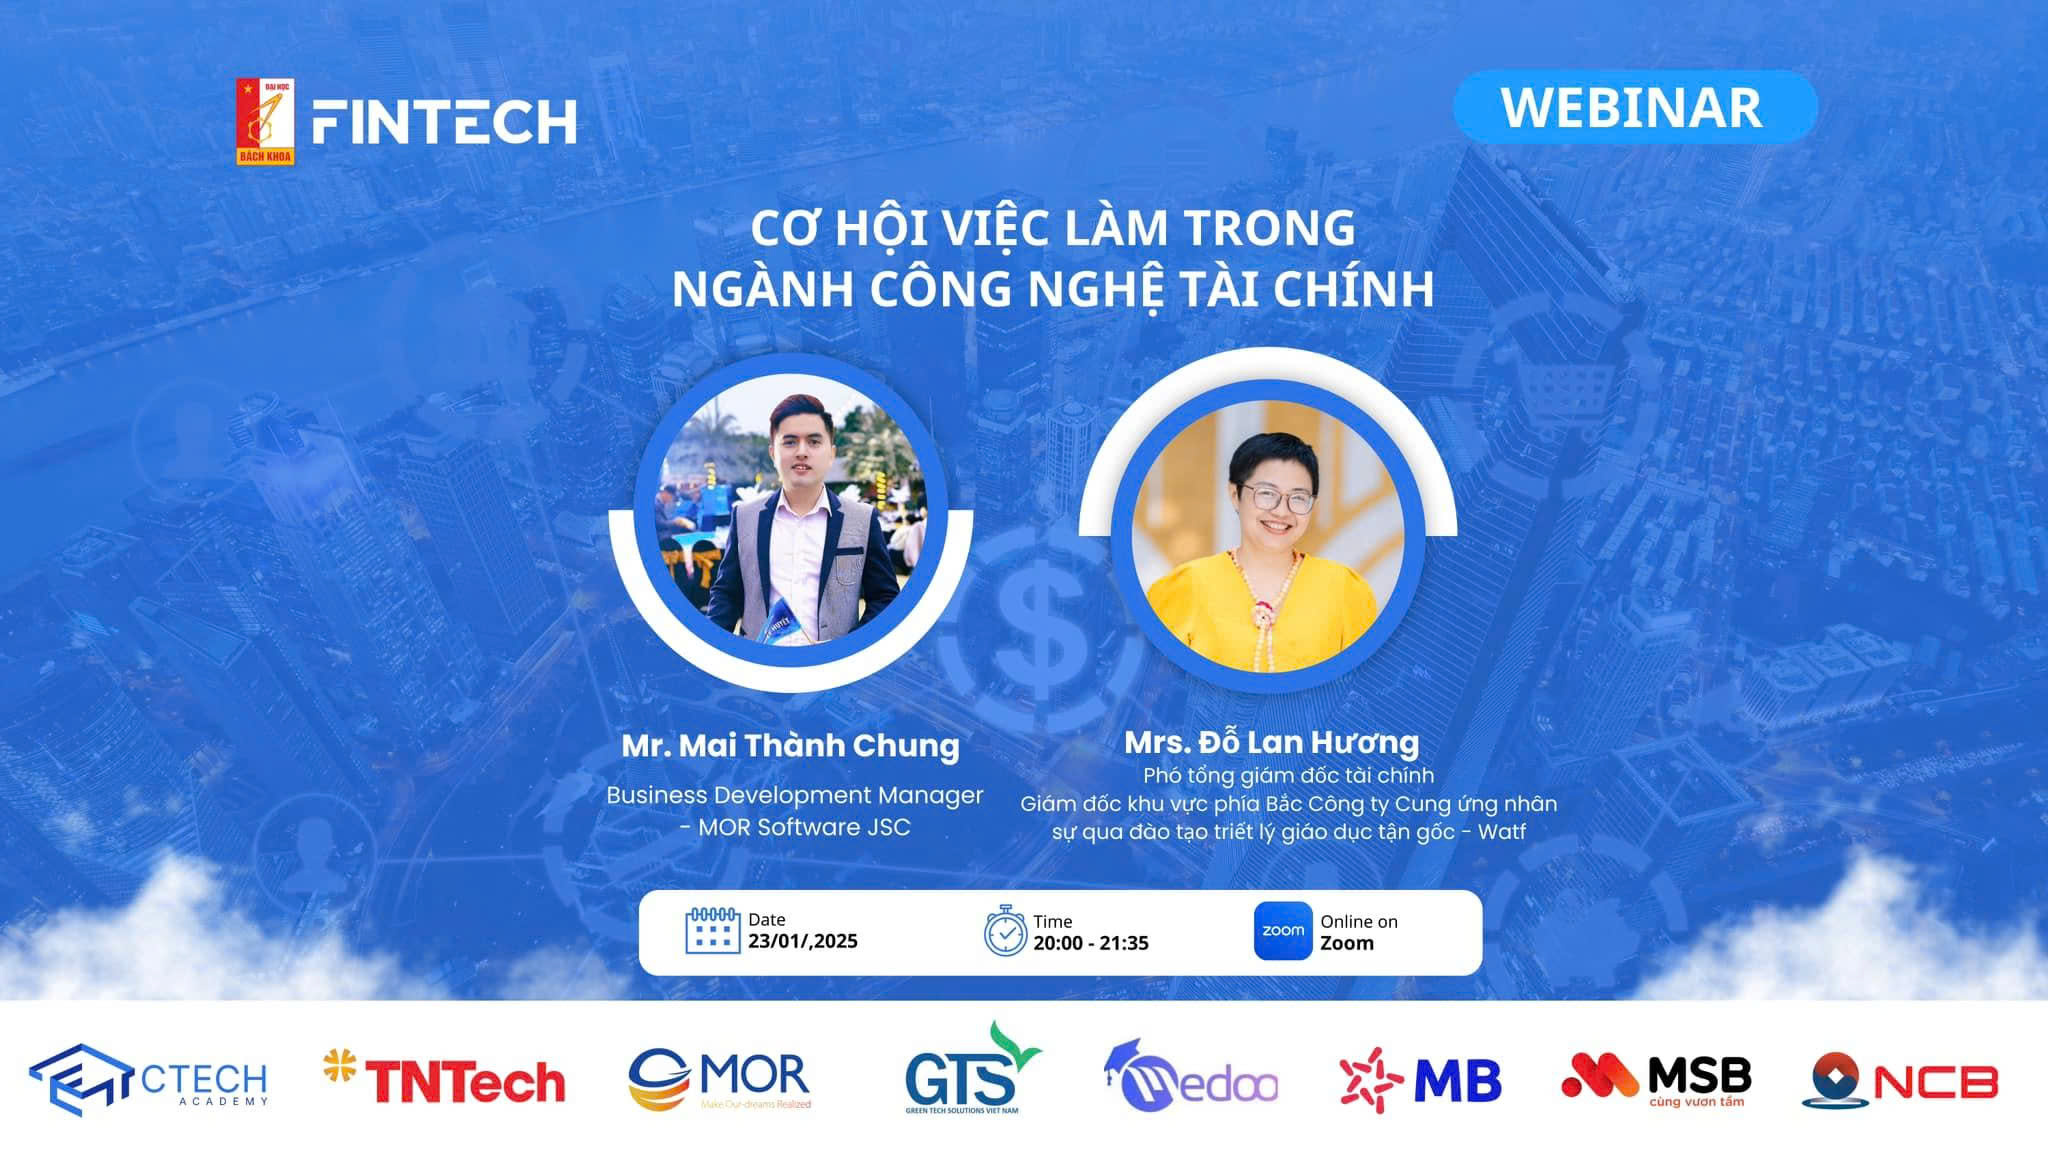 ĐẠI HỌC
BÁCH KHOA
FINTECH
WEBINAR
CƠ HỘI VIỆC LÀM TRONG
NGÀNH CÔNG NGHỆ TÀI CHÍNH
Mr. Mai Thành Chung
Business Development Manager
- MOR Software JSC
Mrs. Đỗ Lan Hương
Phó tổng giám đốc tài chính
Giám đốc khu vực phía Bắc Công ty Cung ứng nhân
sự qua đào tạo triết lý giáo dục tận gốc - Watf
Date
23/01/,2025
Time
20:00 - 21:35
zoom
Online on
Zoom
CTECH
ACADEMY
TNTech
MOR
Make Our-dreams Realized
GTS
GREEN TECH SOLUTIONS VIET NAM
Wedoo
MB
MSB
cùng vươn tầm
NCB